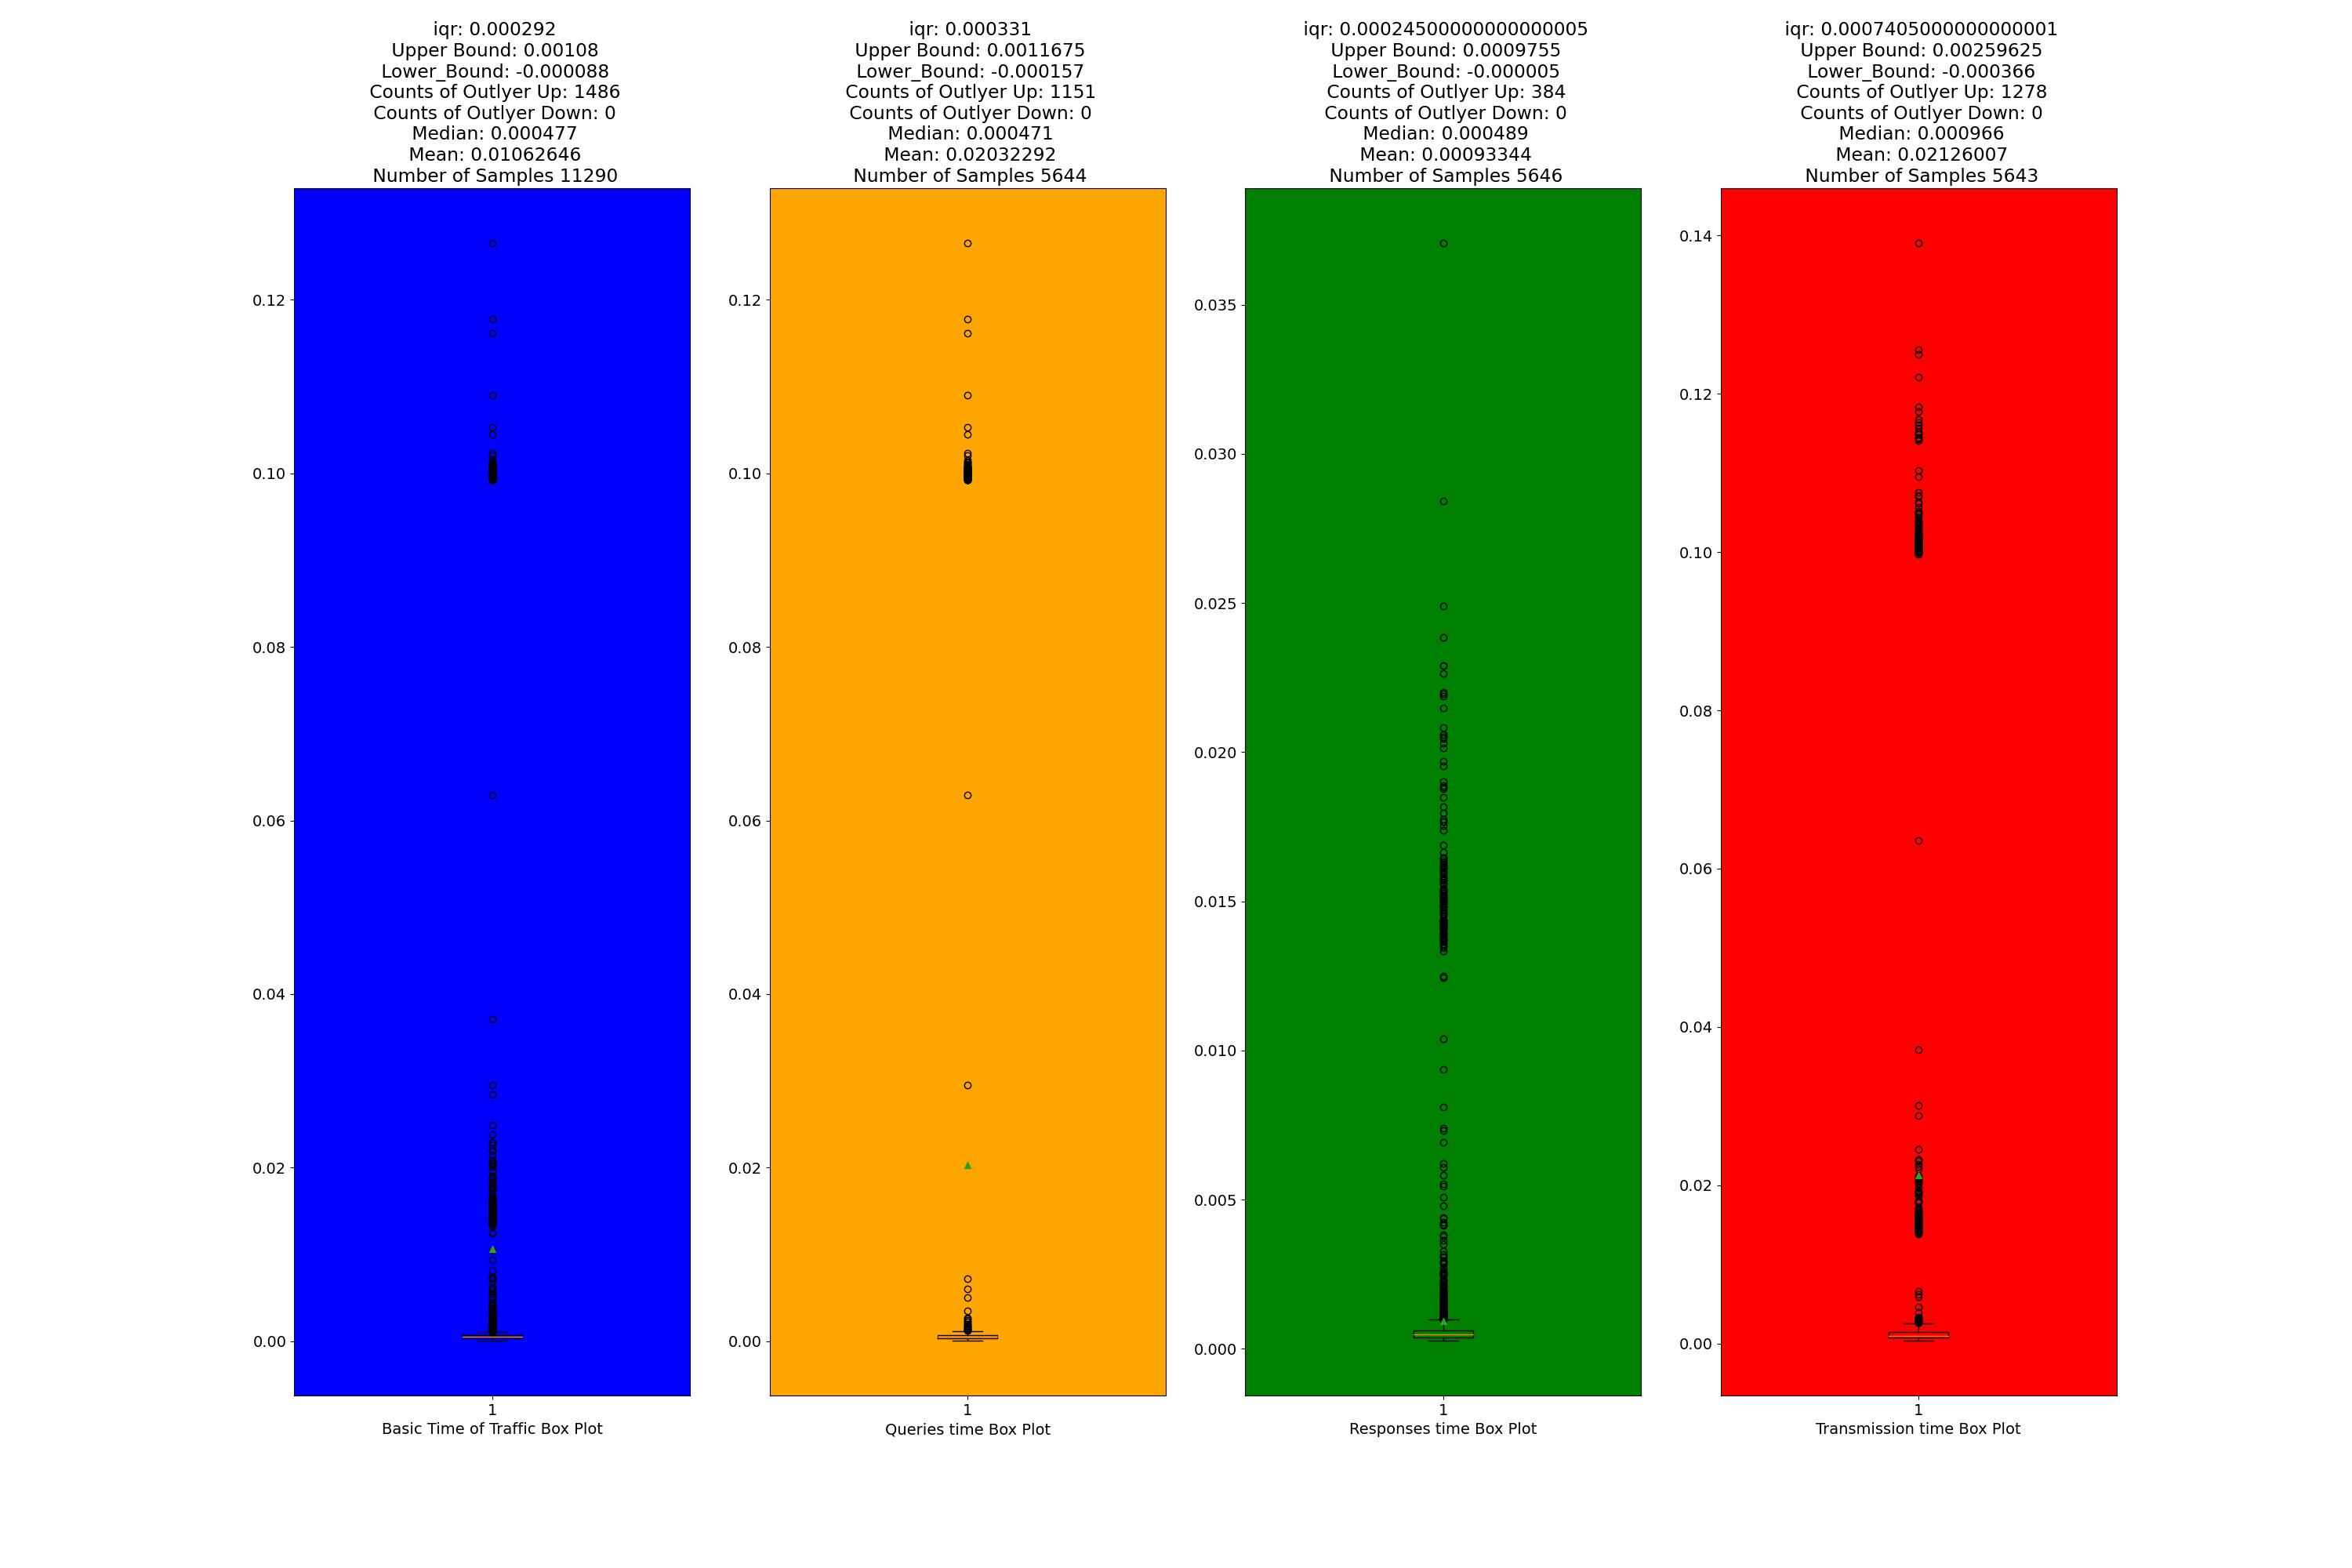 iqr: 0.000292
Upper Bound: 0.00108
Lower_Bound: -0.000088
Counts of Outlyer Up: 1486
Counts of Outlyer Down: 0
Median: 0.000477
Mean: 0.01062646
Number of Samples 11290
0.12
0.10
0.08
0.06
0.04
0.02
0.00
1
Basic Time of Traffic Box Plot
iqr: 0.000331
Upper Bound: 0.0011675
Lower_Bound: -0.000157
Counts of Outlyer Up: 1151
Counts of Outlyer Down: 0
Median: 0.000471
Mean: 0.02032292
Number of Samples 5644
0.12
0.10
0.08
0.06
0.04
0.02
0.00
1
Queries time Box Plot
iqr: 0.00024500000000000005
Upper Bound: 0.0009755
Lower_Bound: -0.000005
Counts of Outlyer Up: 384
Counts of Outlyer Down: 0
Median: 0.000489
Mean: 0.00093344
Number of Samples 5646
0.035
0.030
0.025
0.020
0.015
0.010
0.005
0.000
1
Responses time Box Plot
iqr: 0.0007405000000000001
Upper Bound: 0.00259625
Lower_Bound: -0.000366
Counts of Outlyer Up: 1278
Counts of Outlyer Down: 0
Median: 0.000966
Mean: 0.02126007
Number of Samples 5643
0.14
0.12
0.10
0.08
0.06
0.04
0.02
0.00
1
Transmission time Box Plot